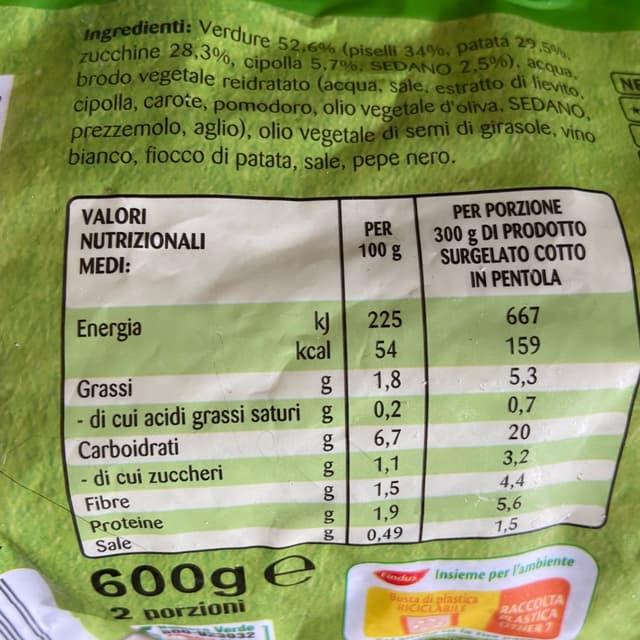 Ingredienti: Verdure 52,6% (piselli 34%, patata 29,5%,
zucchine 28,3%, cipolla 5,7%, SEDANO 2,5%), acqua,
brodo vegetale reidratato (acqua, sale, estratto di lievito,
cipolla, carote, pomodoro, olio vegetale d'oliva, SEDANO,
prezzemolo, aglio), olio vegetale di semi di girasole, vino
bianco, fiocco di patata, sale, pepe nero.
VALORI
NUTRIZIONALI
MEDI:
PER
100 g
PER PORZIONE
300 g DI PRODOTTO
SURGELATO COTTO
IN PENTOLA
Energia kJ 225 667
kcal 54 159
Grassi g 1,8 5,3
- di cui acidi grassi saturi g 0,2 0,7
Carboidrati g 6,7 20
- di cui zuccheri g 1,1 3,2
Fibre g 1,5 4,4
Proteine g 1,9 5,6
Sale g 0,49 1,5
600g e
2 porzioni
Verde
Findus Insieme per l'ambiente
Busta di plastica
RICICLABILE
RACCOLTA
PLASTICA
NE